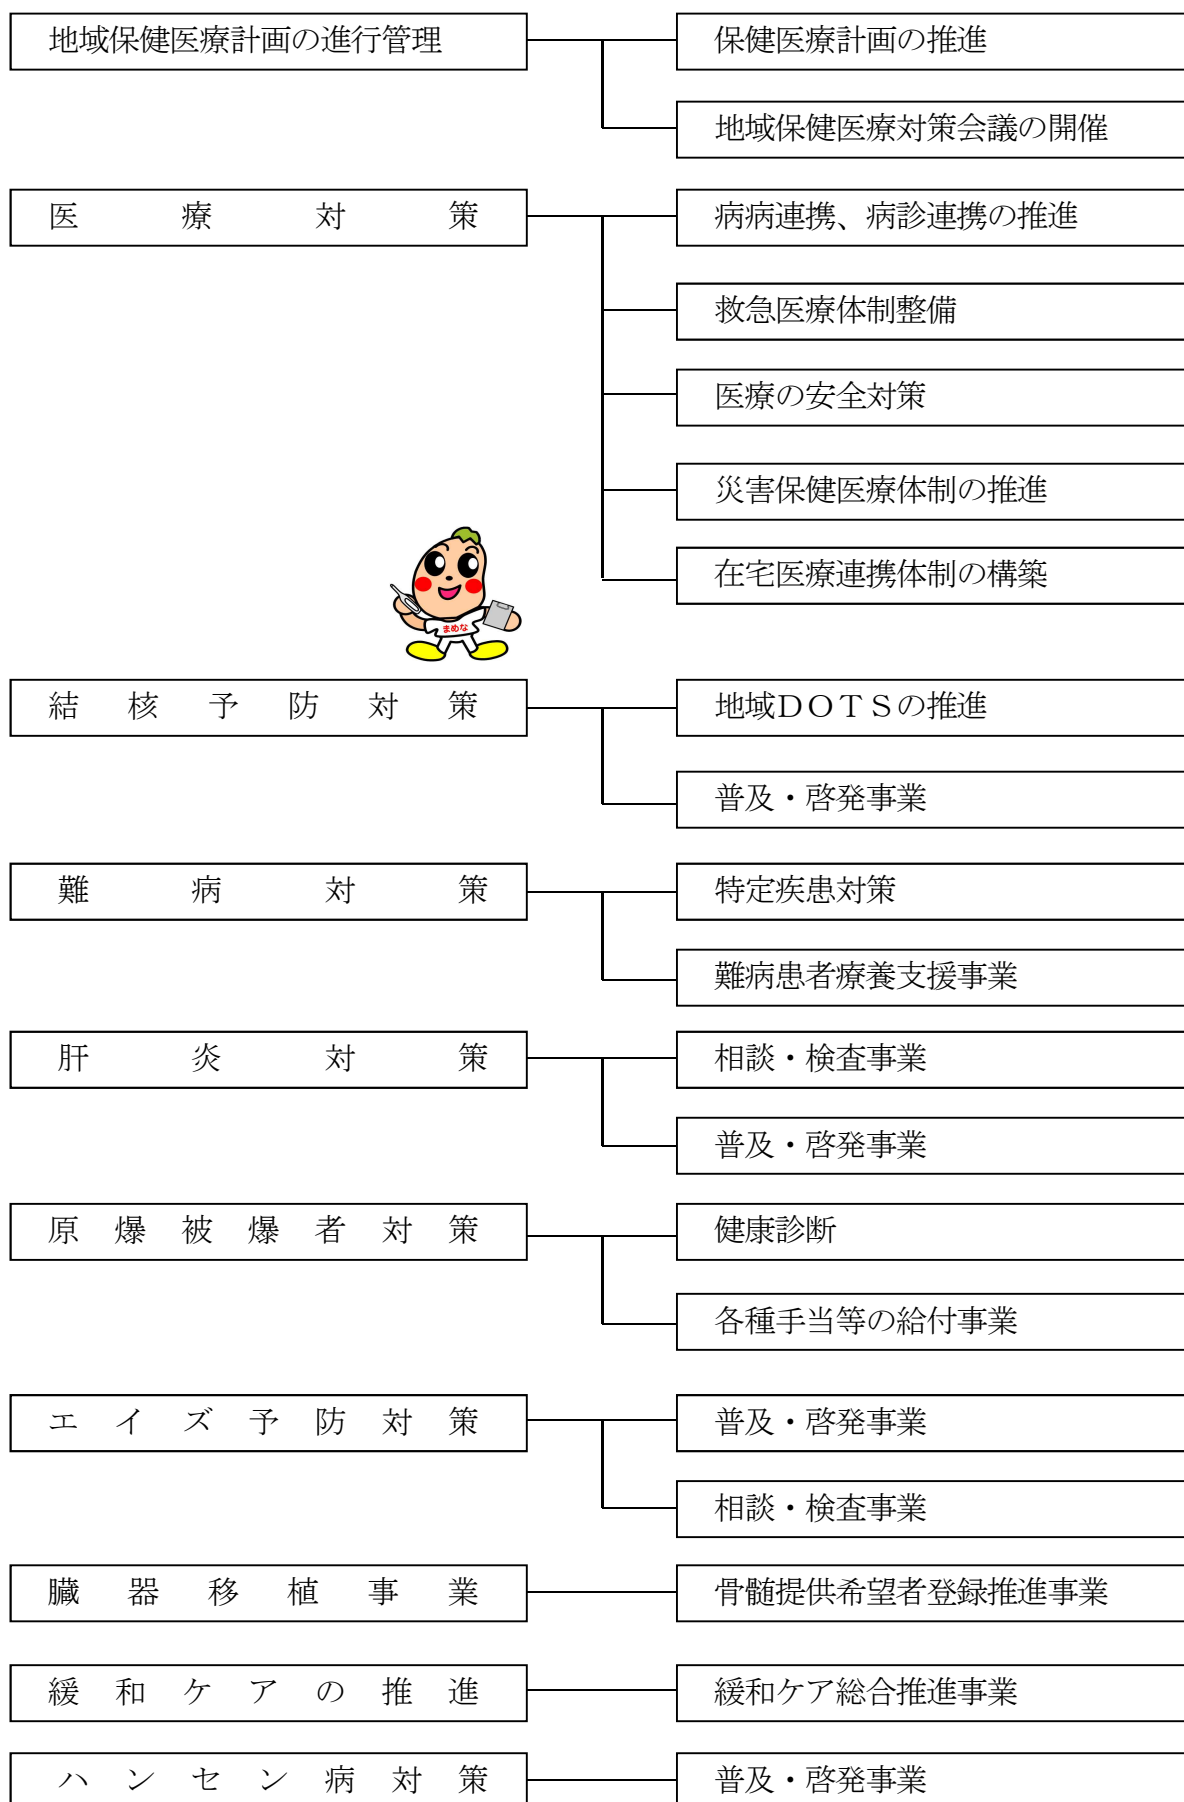 地域保健医療計画の進行管理
保健医療計画の推進
地域保健医療対策会議の開催
医療対策
病病連携、病診連携の推進
救急医療体制整備
医療の安全対策
災害保健医療体制の推進
在宅医療連携体制の構築
まめな
結核予防対策
地域DOTSの推進
普及・啓発事業
難病対策
特定疾患対策
難病患者療養支援事業
肝炎対策
相談・検査事業
普及・啓発事業
原爆被爆者対策
健康診断
各種手当等の給付事業
エイズ予防対策
普及・啓発事業
相談・検査事業
臓器移植事業
骨髄提供希望者登録推進事業
緩和ケアの推進
緩和ケア総合推進事業
ハンセン病対策
普及・啓発事業